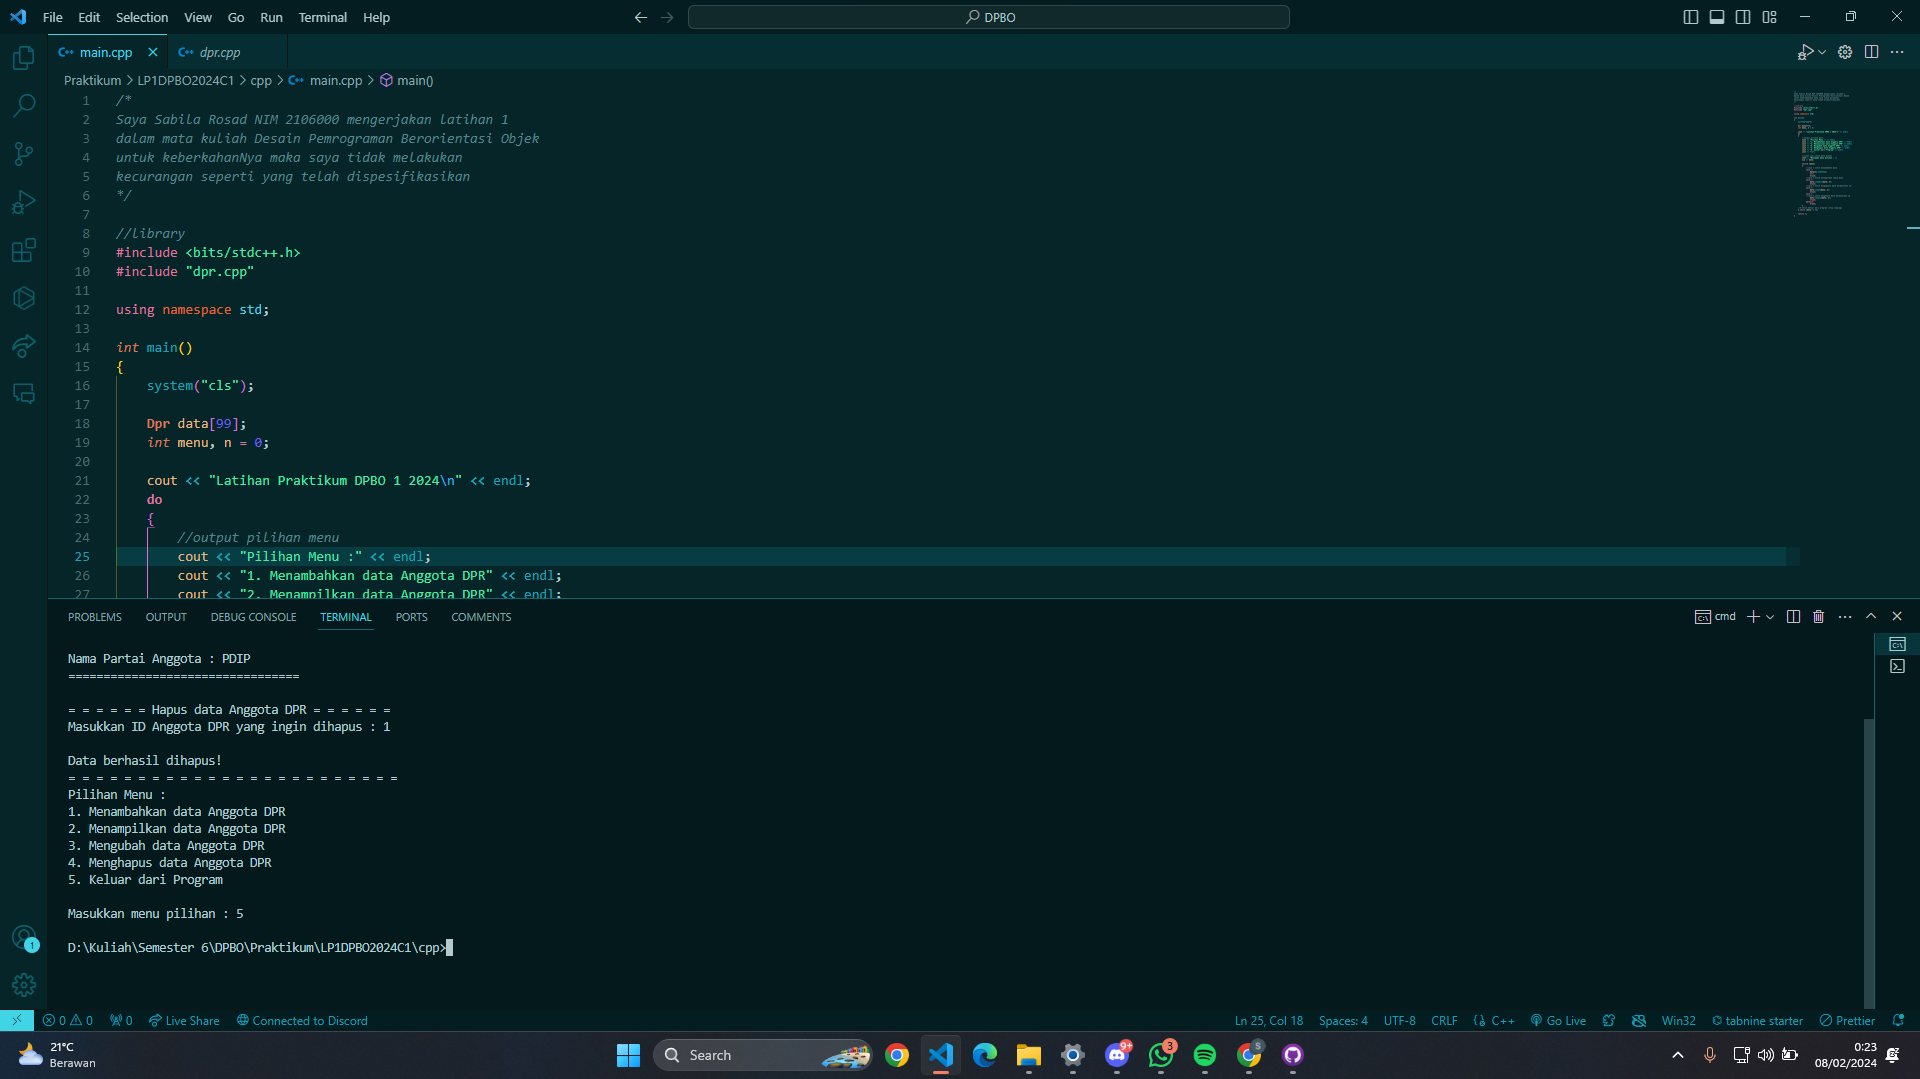 File Edit Selection View Go Run Terminal Help DPBO
main.cpp dpr.cpp
Praktikum > LP1DPBO2024C1 > cpp > main.cpp > main()
1 /*
2 Saya Sabila Rosad NIM 2106000 mengerjakan latihan 1
3 dalam mata kuliah Desain Pemrograman Berorientasi Objek
4 untuk keberkahanNya maka saya tidak melakukan
5 kecurangan seperti yang telah dispesifikasikan
6 */
7
8 //library
9 #include <bits/stdc++.h>
10 #include "dpr.cpp"
11
12 using namespace std;
13
14 int main()
15 {
16 system("cls");
17
18 Dpr data[99];
19 int menu, n = 0;
20
21 cout << "Latihan Praktikum DPBO 1 2024\n" << endl;
22 do
23 {
24 //output pilihan menu
25 cout << "Pilihan Menu :" << endl;
26 cout << "1. Menambahkan data Anggota DPR" << endl;
27 cout << "2. Menampilkan data Anggota DPR" << endl;
PROBLEMS OUTPUT DEBUG CONSOLE TERMINAL PORTS COMMENTS cmd
Nama Partai Anggota : PDIP
=================================
= = = = = = Hapus data Anggota DPR = = = = = =
Masukkan ID Anggota DPR yang ingin dihapus : 1
Data berhasil dihapus!
= = = = = = = = = = = = = = = = = = = = = = = =
Pilihan Menu :
1. Menambahkan data Anggota DPR
2. Menampilkan data Anggota DPR
3. Mengubah data Anggota DPR
4. Menghapus data Anggota DPR
5. Keluar dari Program
Masukkan menu pilihan : 5
D:\Kuliah\Semester 6\DPBO\Praktikum\LP1DPBO2024C1\cpp>
1
0 0 0 Live Share Connected to Discord Ln 25, Col 18 Spaces: 4 UTF-8 CRLF C++ Go Live Win32 tabnine starter Prettier
21°C
Berawan
Search
9+ 3 S
0:23
08/02/2024